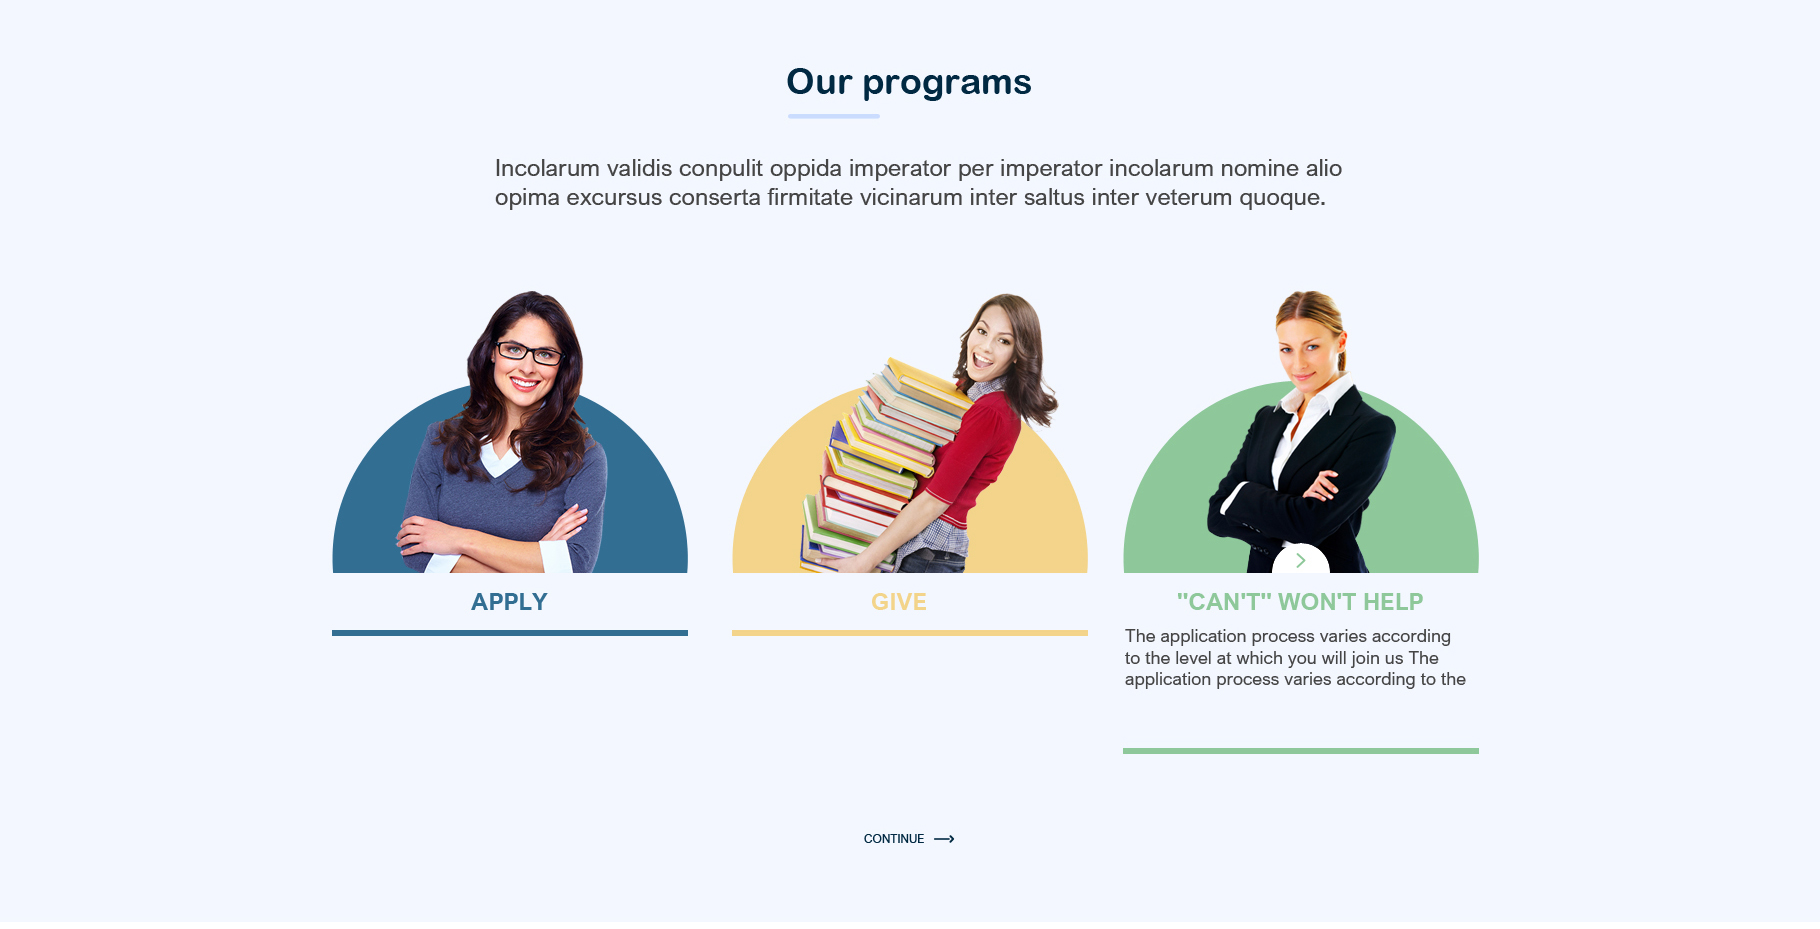 Our programs
Incolarum validis conpulit oppida imperator per imperator incolarum nomine alio
opima excursus conserta firmitate vicinarum inter saltus inter veterum quoque.
APPLY
GIVE
"CAN'T" WON'T HELP
The application process varies according
to the level at which you will join us The
application process varies according to the
CONTINUE